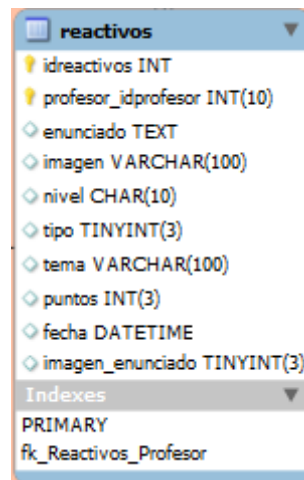 reactivos
idreactivos INT
profesor_idprofesor INT(10)
enunciado TEXT
imagen VARCHAR(100)
nivel CHAR(10)
tipo TINYINT(3)
tema VARCHAR(100)
puntos INT(3)
fecha DATETIME
imagen_enunciado TINYINT(3)
Indexes
PRIMARY
fk_Reactivos_Profesor